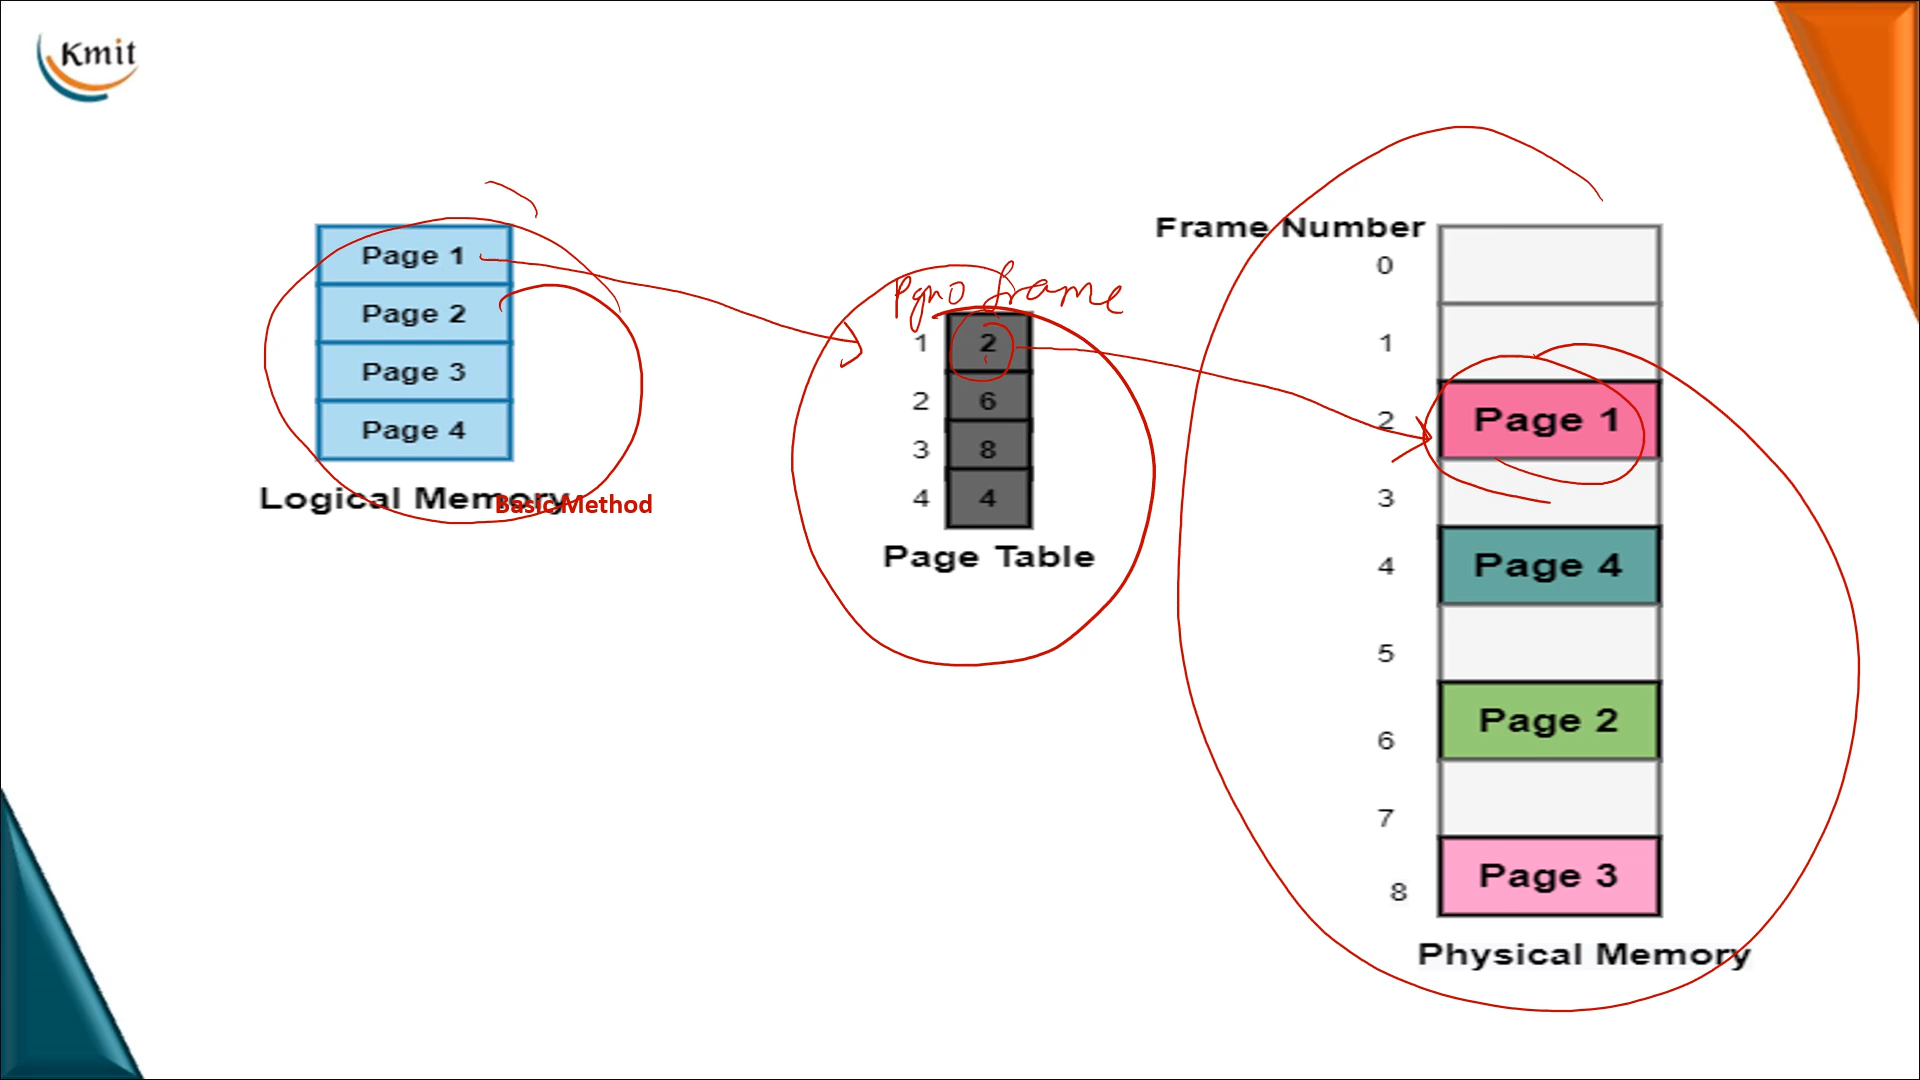 Kmit
Page 1
Page 2
Page 3
Page 4
Logical Memory
Basic Method
Pgno frame
1 2
2 6
3 8
4 4
Page Table
Frame Number
0
1
2 Page 1
3
4 Page 4
5
6 Page 2
7
8 Page 3
Physical Memory